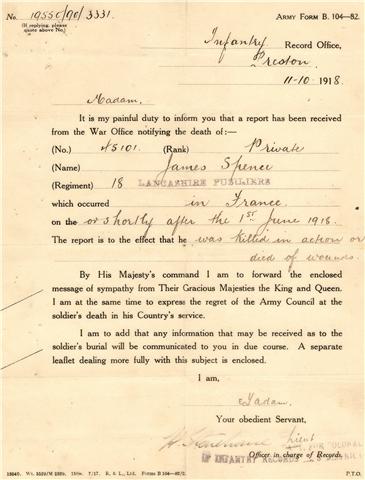 No. 19550/90/3331. ARMY FORM B. 104—82.
(If replying, please
quote above No.)
Infantry Record Office,
Preston
11-10-1918
Madam,
It is my painful duty to inform you that a report has been received
from the War Office notifying the death of:—
(No.) 45101. (Rank) Private
(Name) James Spence
(Regiment) 18 LANCASHIRE FUSILIERS
which occurred in France.
on the or shortly after the 1ST June 1918.
The report is to the effect that he was killed in action or
died of wounds.
By His Majesty's command I am to forward the enclosed
message of sympathy from Their Gracious Majesties the King and Queen.
I am at the same time to express the regret of the Army Council at the
soldier's death in his Country's service.
I am to add that any information that may be received as to the
soldier's burial will be communicated to you in due course. A separate
leaflet dealing more fully with this subject is enclosed.
I am,
Madam.
Your obedient Servant,
Lieut
FOR COLONEL
INFANTRY RECORDS
Officer in charge of Records.
P.T.O.